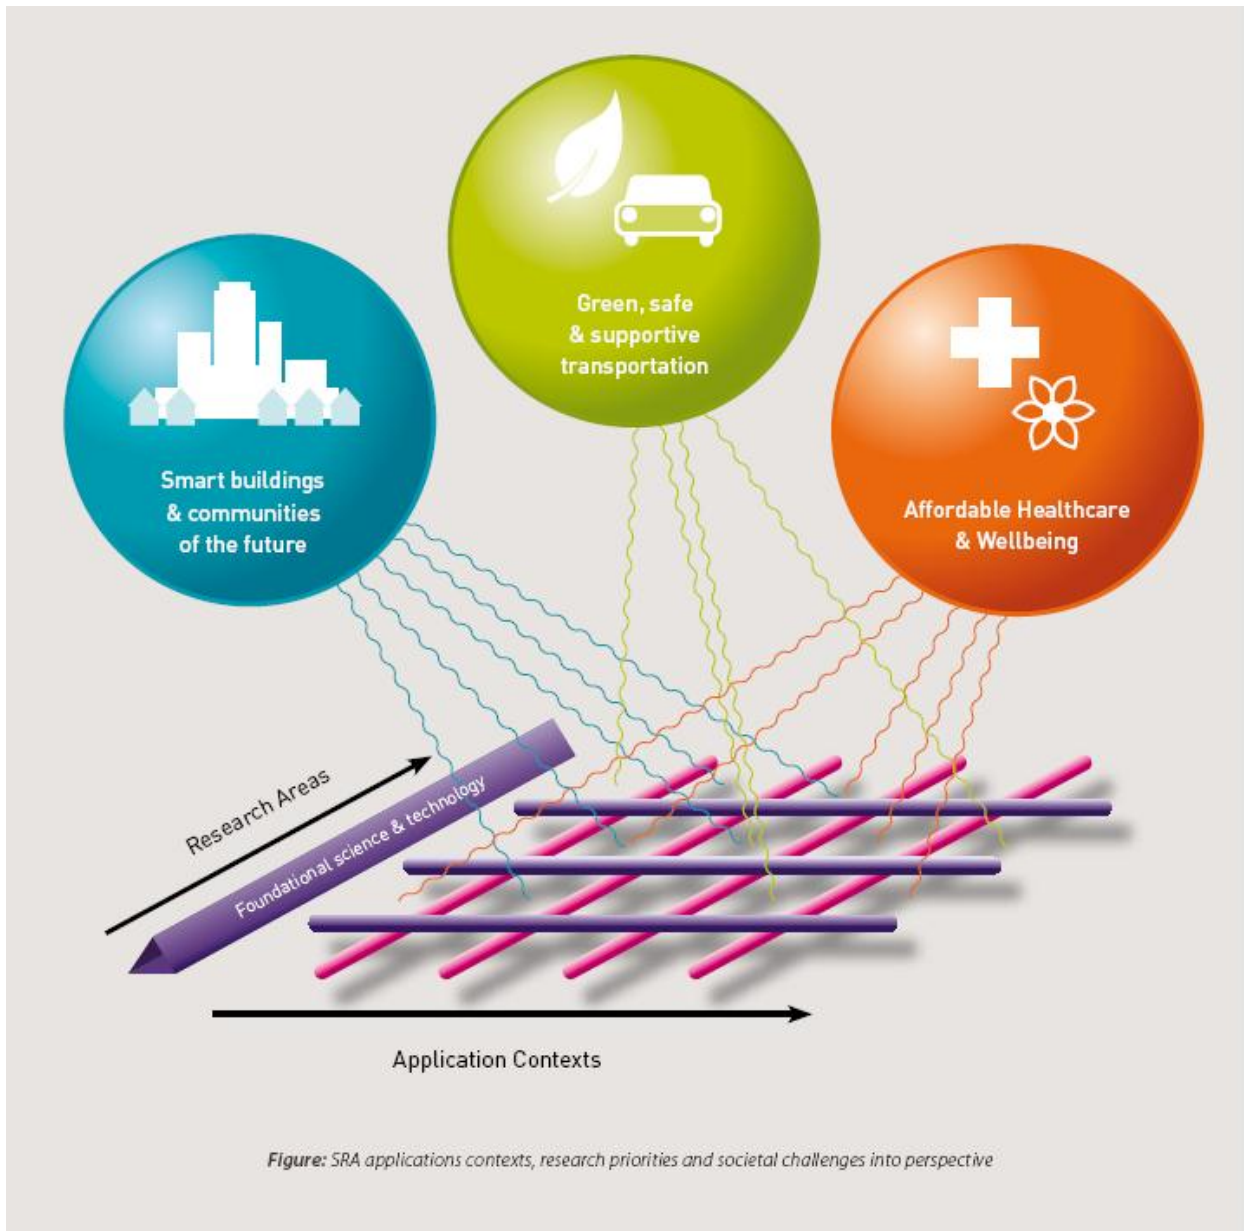 Green, safe
& supportive
transportation
Smart buildings
& communities
of the future
Affordable Healthcare
& Wellbeing
Research Areas
Foundational science & technology
Application Contexts
Figure: SRA applications contexts, research priorities and societal challenges into perspective